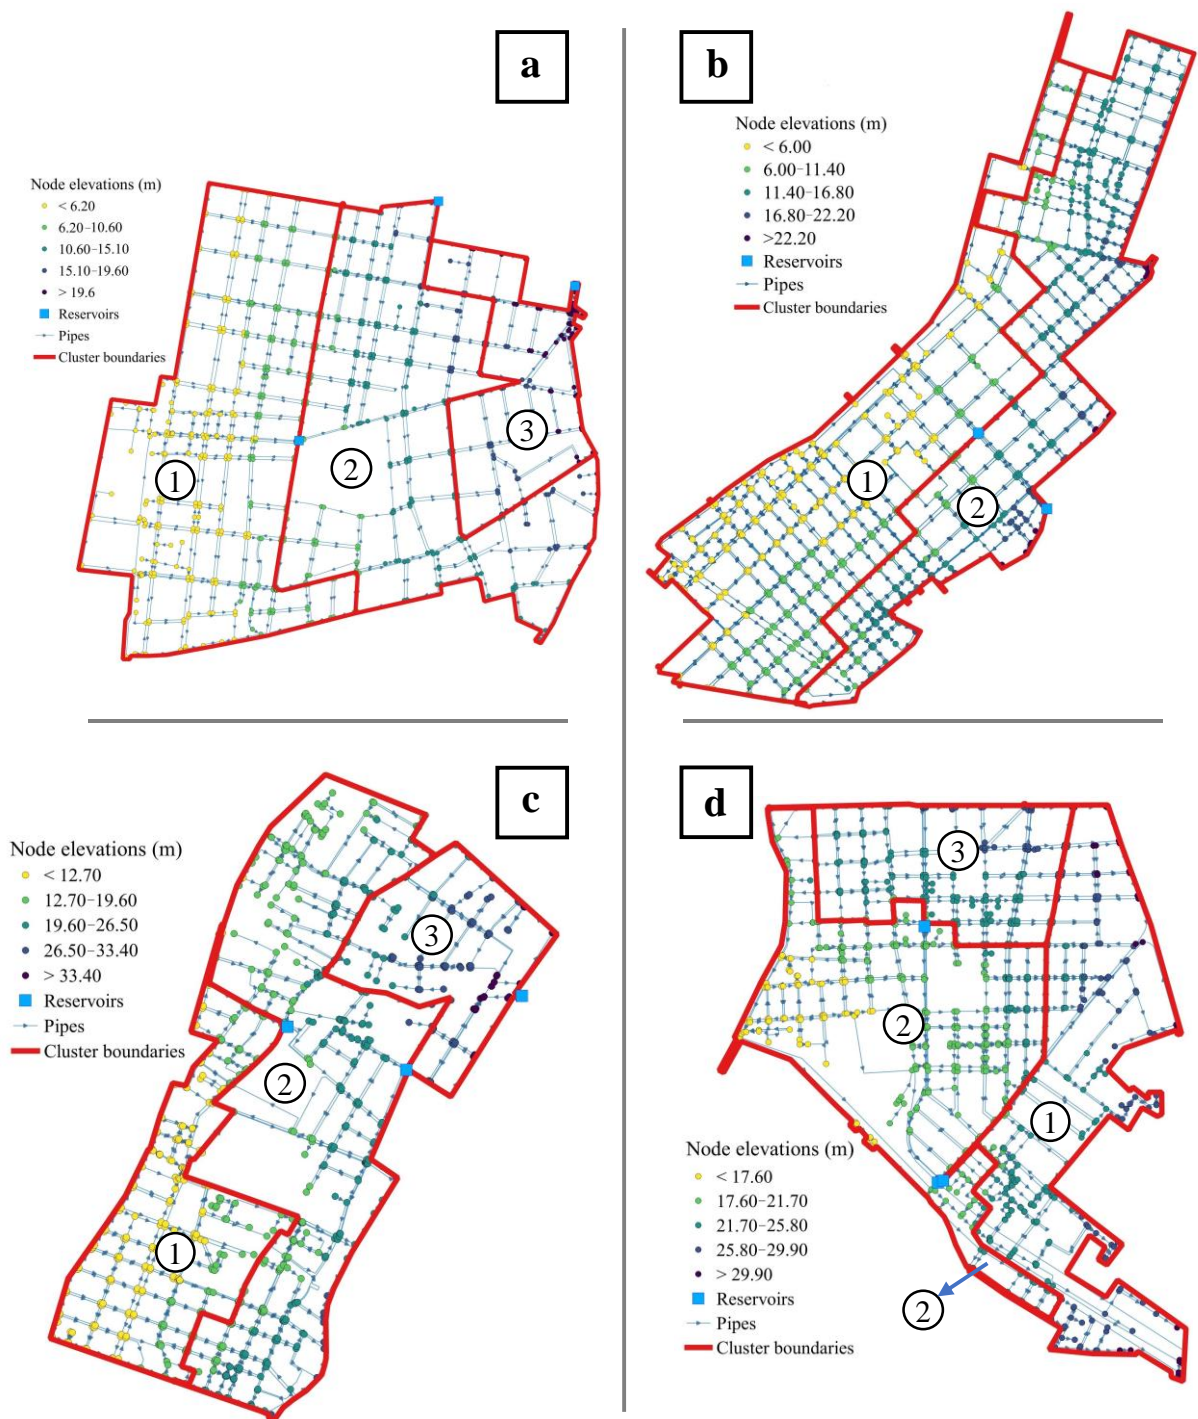 a
Node elevations (m)
< 6.20
6.20–10.60
10.60–15.10
15.10–19.60
> 19.6
Reservoirs
Pipes
Cluster boundaries
1
2
3
b
Node elevations (m)
< 6.00
6.00–11.40
11.40–16.80
16.80–22.20
>22.20
Reservoirs
Pipes
Cluster boundaries
1
2
c
Node elevations (m)
< 12.70
12.70–19.60
19.60–26.50
26.50–33.40
> 33.40
Reservoirs
Pipes
Cluster boundaries
3
2
1
d
3
2
1
Node elevations (m)
< 17.60
17.60–21.70
21.70–25.80
25.80–29.90
> 29.90
Reservoirs
Pipes
Cluster boundaries
2